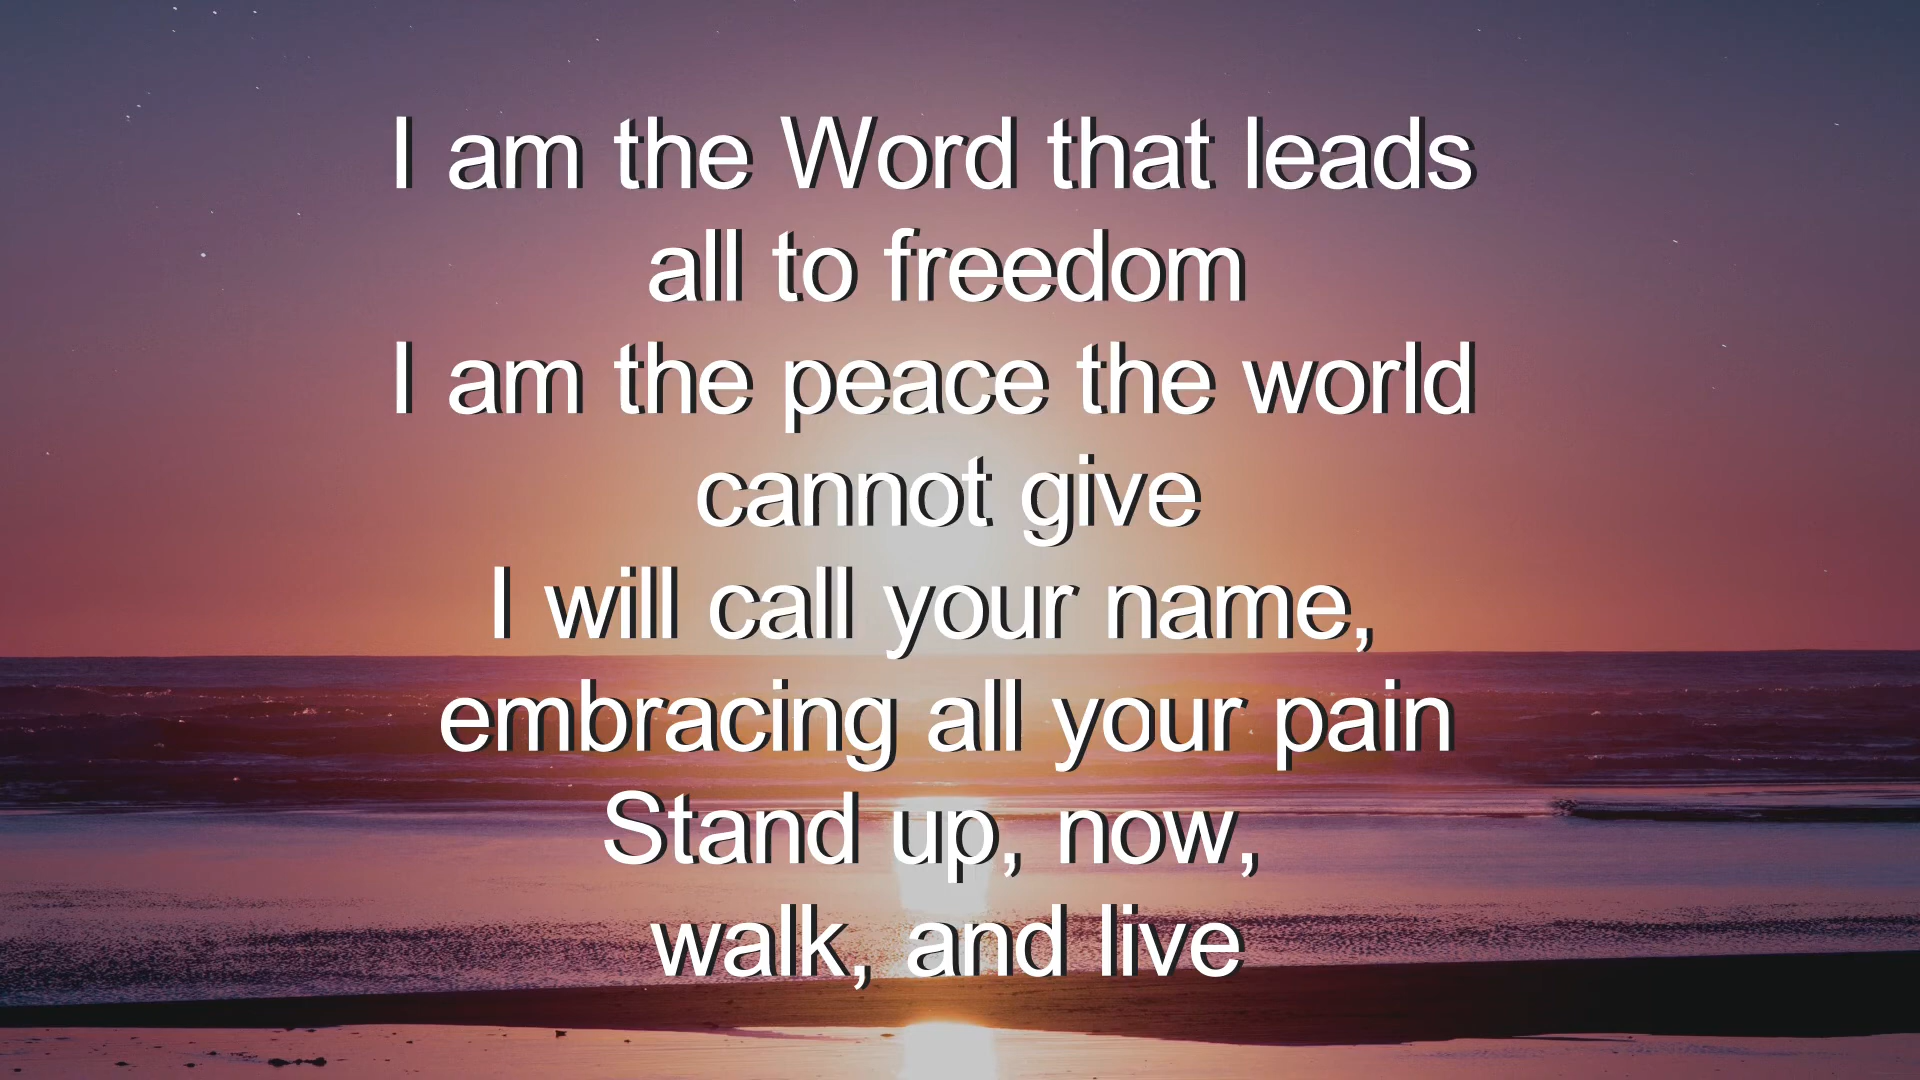 I am the Word that leads
all to freedom
I am the peace the world
cannot give
I will call your name,
embracing all your pain
Stand up, now,
walk, and live